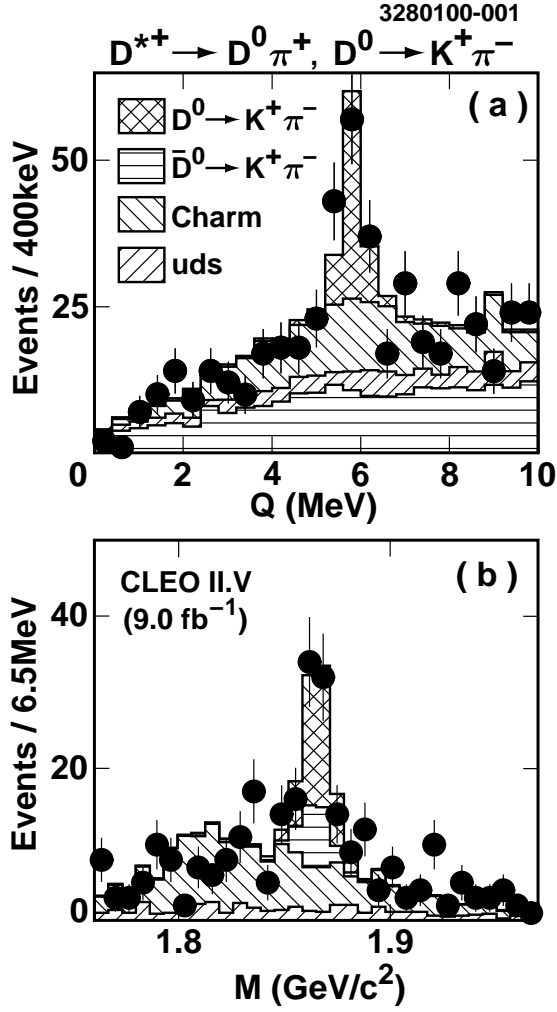 3280100-001
D*+ → D⁰π⁺, D⁰ → K⁺π⁻
( a )
D⁰ → K⁺π⁻
D̄⁰ → K⁺π⁻
Charm
uds
50
25
0
Events / 400keV
0 2 4 6 8 10
Q (MeV)
( b )
CLEO II.V
(9.0 fb⁻¹)
40
20
0
Events / 6.5MeV
1.8 1.9
M (GeV/c²)